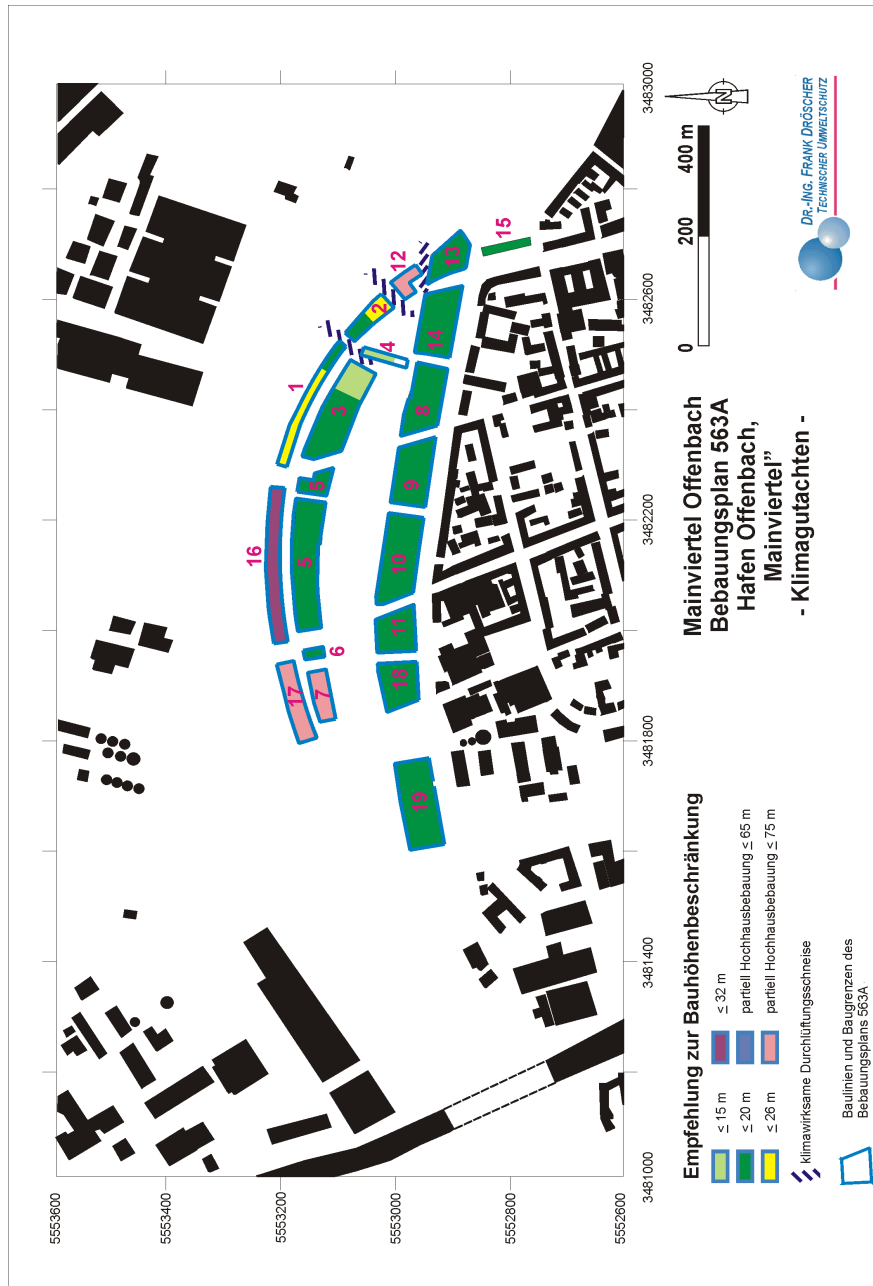 5553600
5553400
5553200
5553000
5552800
5552600
3481000
3481400
3481800
3482200
3482600
3483000
1
2
3
4
5
5
6
7
8
9
10
11
12
13
14
15
16
17
18
19
Empfehlung zur Bauhöhenbeschränkung
≤ 15 m
≤ 20 m
≤ 26 m
≤ 32 m
partiell Hochhausbebauung ≤ 65 m
partiell Hochhausbebauung ≤ 75 m
klimawirksame Durchlüftungsschneise
Baulinien und Baugrenzen des
Bebauungsplans 563A
Mainviertel Offenbach
Bebauungsplan 563A
Hafen Offenbach,
Mainviertel”
- Klimagutachten -
0
200
400 m
N
DR.-ING. FRANK DRÖSCHER
TECHNISCHER UMWELTSCHUTZ